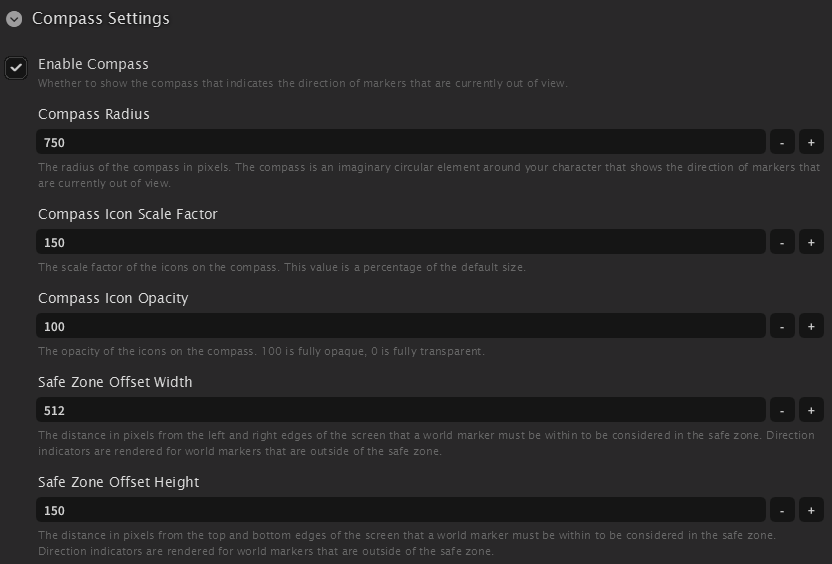 Compass Settings
Enable Compass
Whether to show the compass that indicates the direction of markers that are currently out of view.
Compass Radius
750 - +
The radius of the compass in pixels. The compass is an imaginary circular element around your character that shows the direction of markers that
are currently out of view.
Compass Icon Scale Factor
150 - +
The scale factor of the icons on the compass. This value is a percentage of the default size.
Compass Icon Opacity
100 - +
The opacity of the icons on the compass. 100 is fully opaque, 0 is fully transparent.
Safe Zone Offset Width
512 - +
The distance in pixels from the left and right edges of the screen that a world marker must be within to be considered in the safe zone. Direction
indicators are rendered for world markers that are outside of the safe zone.
Safe Zone Offset Height
150 - +
The distance in pixels from the top and bottom edges of the screen that a world marker must be within to be considered in the safe zone.
Direction indicators are rendered for world markers that are outside of the safe zone.